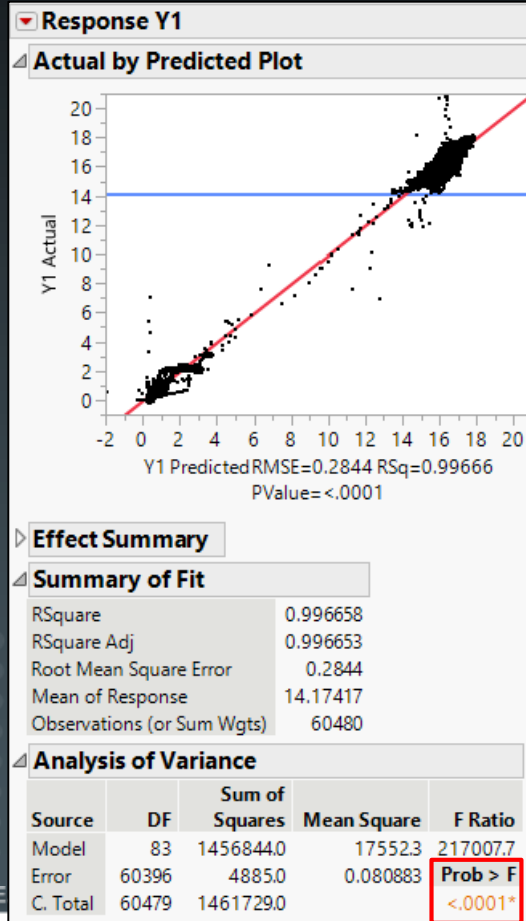 Response Y1
Actual by Predicted Plot
20
18
16
14
12
10
8
6
4
2
0
Y1 Actual
-2 0 2 4 6 8 10 12 14 16 18 20
Y1 Predicted RMSE=0.2844 RSq=0.99666
PValue=<.0001
Effect Summary
Summary of Fit
RSquare 0.996658
RSquare Adj 0.996653
Root Mean Square Error 0.2844
Mean of Response 14.17417
Observations (or Sum Wgts) 60480
Analysis of Variance
Sum of
Source DF Squares Mean Square F Ratio
Model 83 1456844.0 17552.3 217007.7
Error 60396 4885.0 0.080883 Prob > F
C. Total 60479 1461729.0 <.0001*